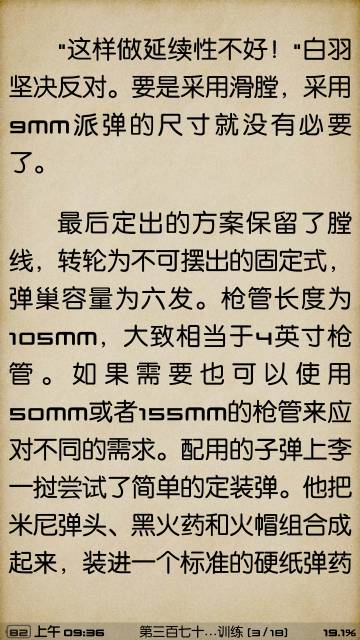 "这样做延续性不好！"白羽
坚决反对。要是采用滑膛，采用
9mm派弹的尺寸就没有必要
了。
最后定出的方案保留了膛
线，转轮为不可摆出的固定式，
弹巢容量为六发。枪管长度为
105mm，大致相当于4英寸枪
管。如果需要也可以使用
50mm或者155mm的枪管来应
对不同的需求。配用的子弹上李
一挝尝试了简单的定装弹。他把
米尼弹头、黑火药和火帽组合成
起来，装进一个标准的硬纸弹药
82 上午 09:36 第三百七十…训练 [3/18] 19.1%